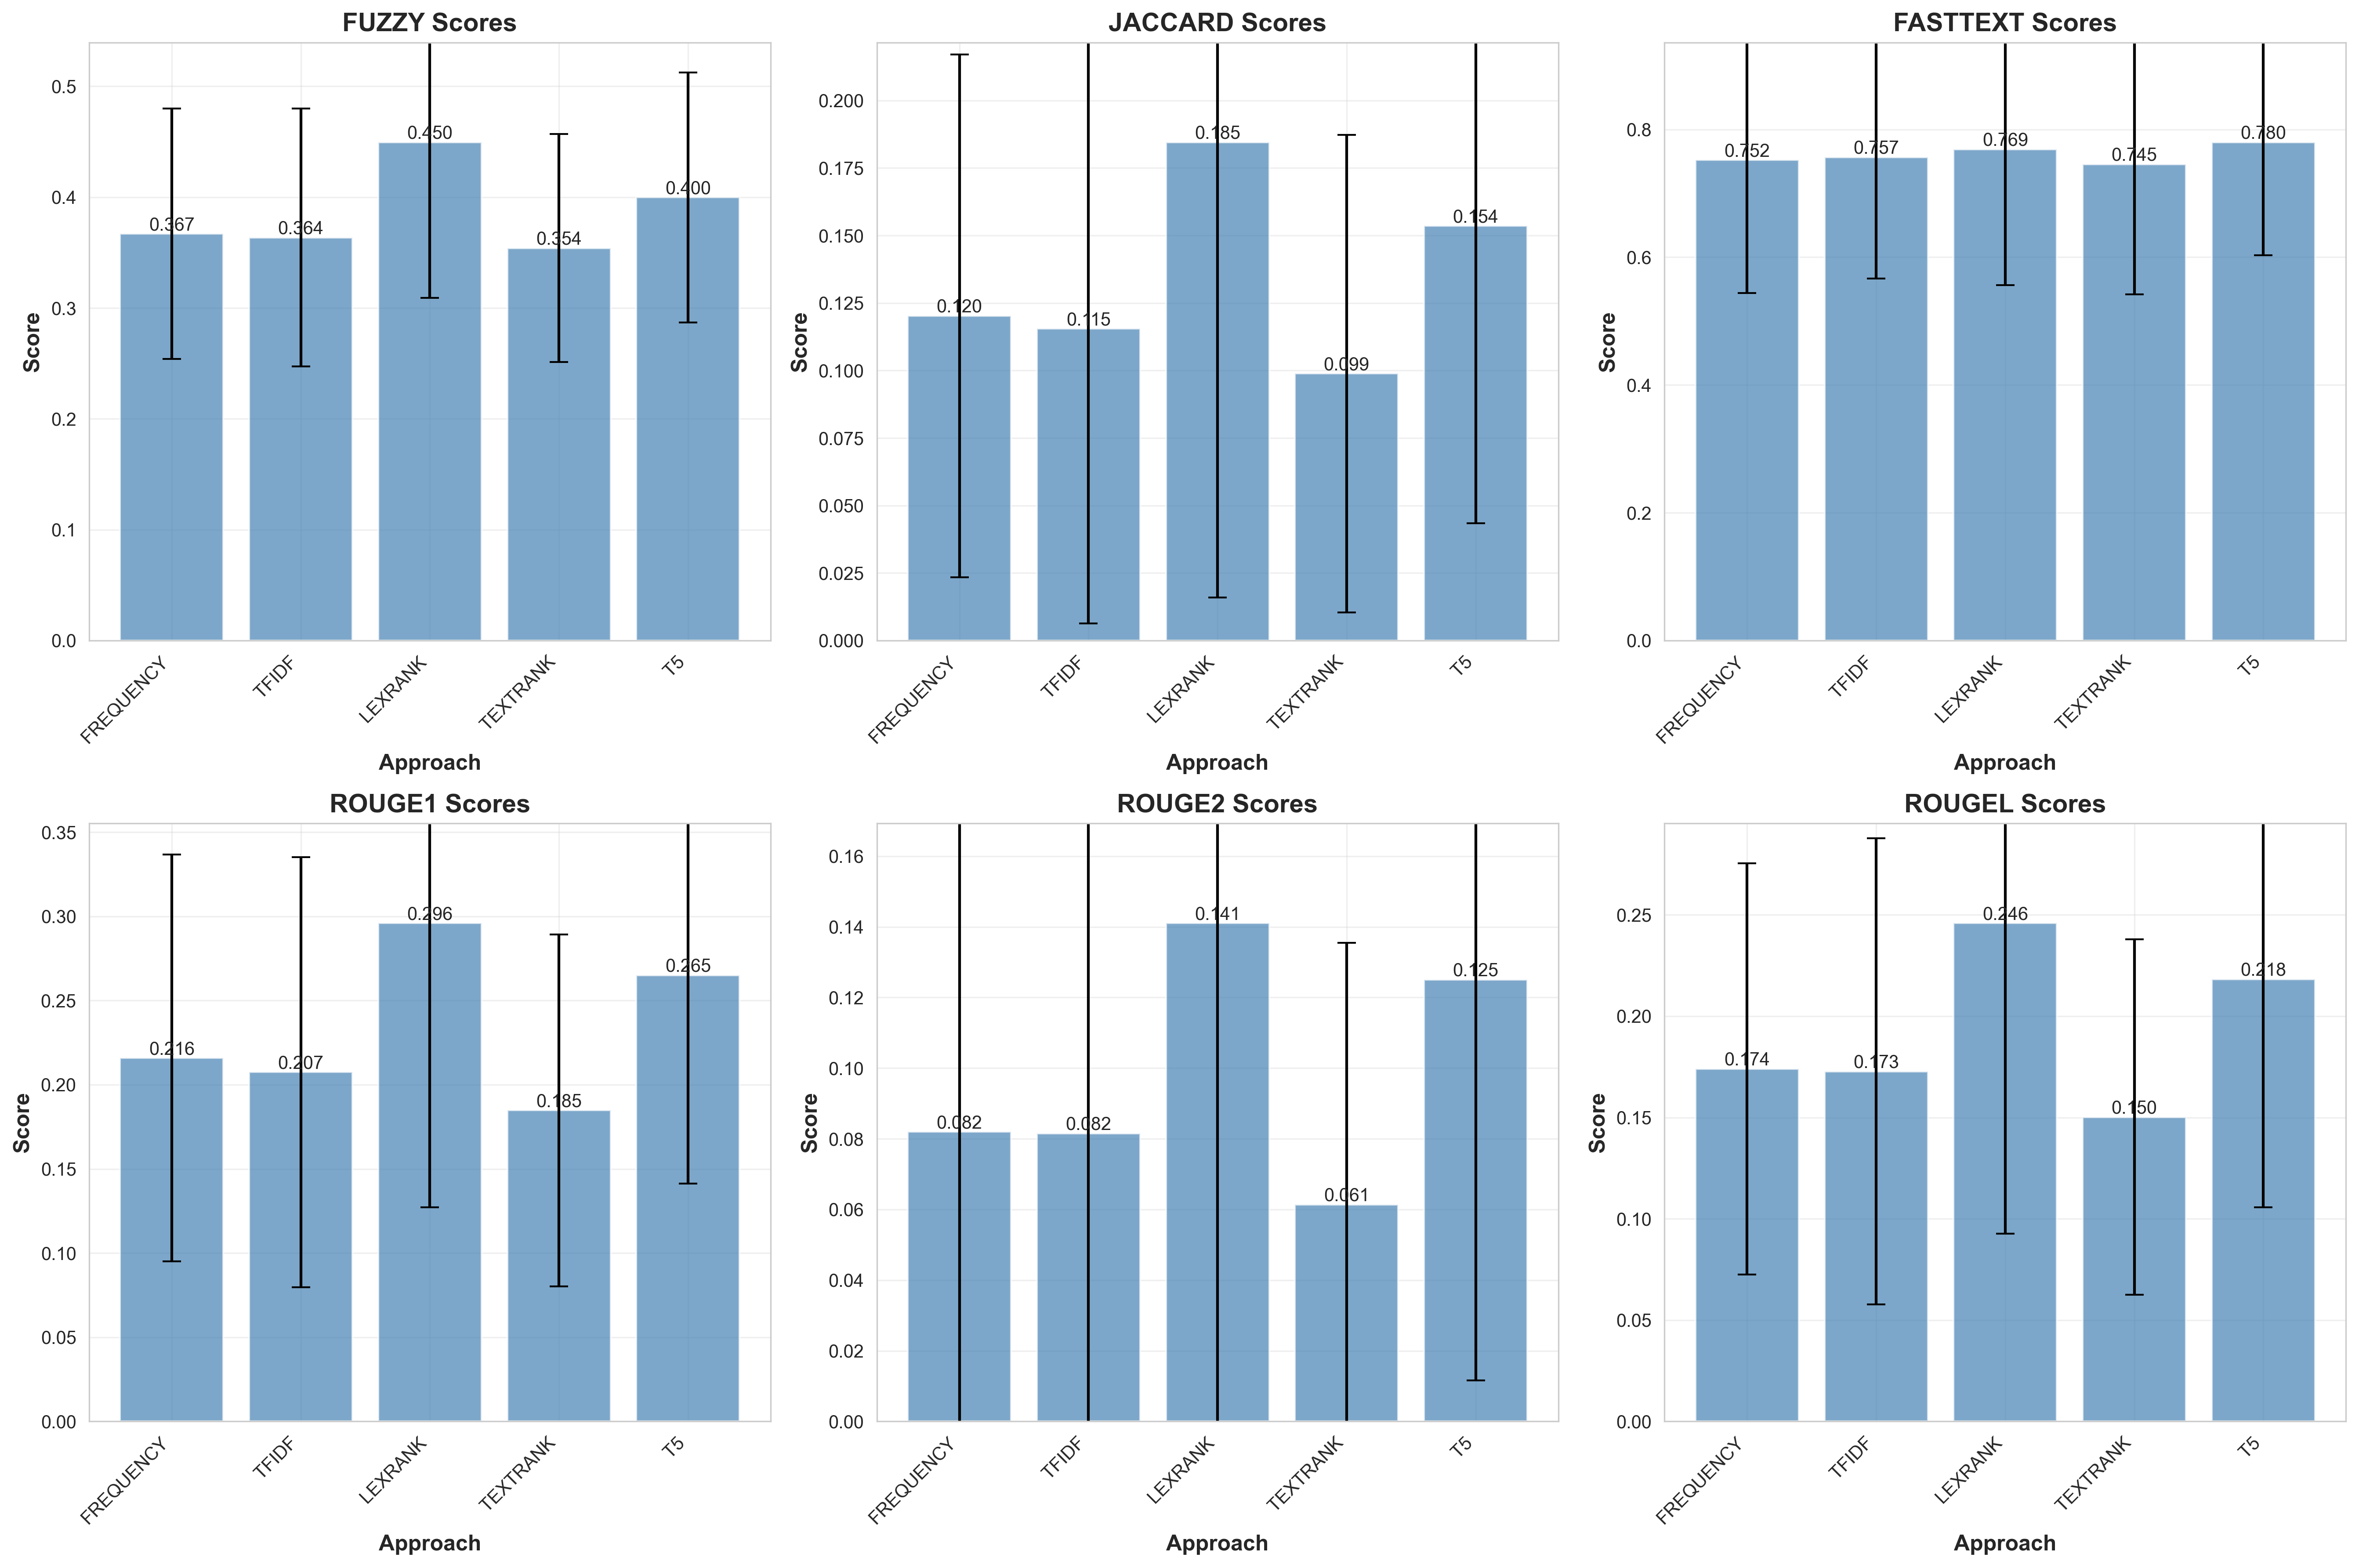 FUZZY Scores
0.5
0.4
0.3
0.2
0.1
0.0
Score
0.367
0.364
0.450
0.354
0.400
FREQUENCY
TFIDF
LEXRANK
TEXTRANK
T5
Approach
JACCARD Scores
0.200
0.175
0.150
0.125
0.100
0.075
0.050
0.025
0.000
Score
0.120
0.115
0.185
0.099
0.154
FREQUENCY
TFIDF
LEXRANK
TEXTRANK
T5
Approach
FASTTEXT Scores
0.8
0.6
0.4
0.2
0.0
Score
0.752
0.757
0.769
0.745
0.780
FREQUENCY
TFIDF
LEXRANK
TEXTRANK
T5
Approach
ROUGE1 Scores
0.35
0.30
0.25
0.20
0.15
0.10
0.05
0.00
Score
0.216
0.207
0.296
0.185
0.265
FREQUENCY
TFIDF
LEXRANK
TEXTRANK
T5
Approach
ROUGE2 Scores
0.16
0.14
0.12
0.10
0.08
0.06
0.04
0.02
0.00
Score
0.082
0.082
0.141
0.061
0.125
FREQUENCY
TFIDF
LEXRANK
TEXTRANK
T5
Approach
ROUGEL Scores
0.25
0.20
0.15
0.10
0.05
0.00
Score
0.174
0.173
0.246
0.150
0.218
FREQUENCY
TFIDF
LEXRANK
TEXTRANK
T5
Approach